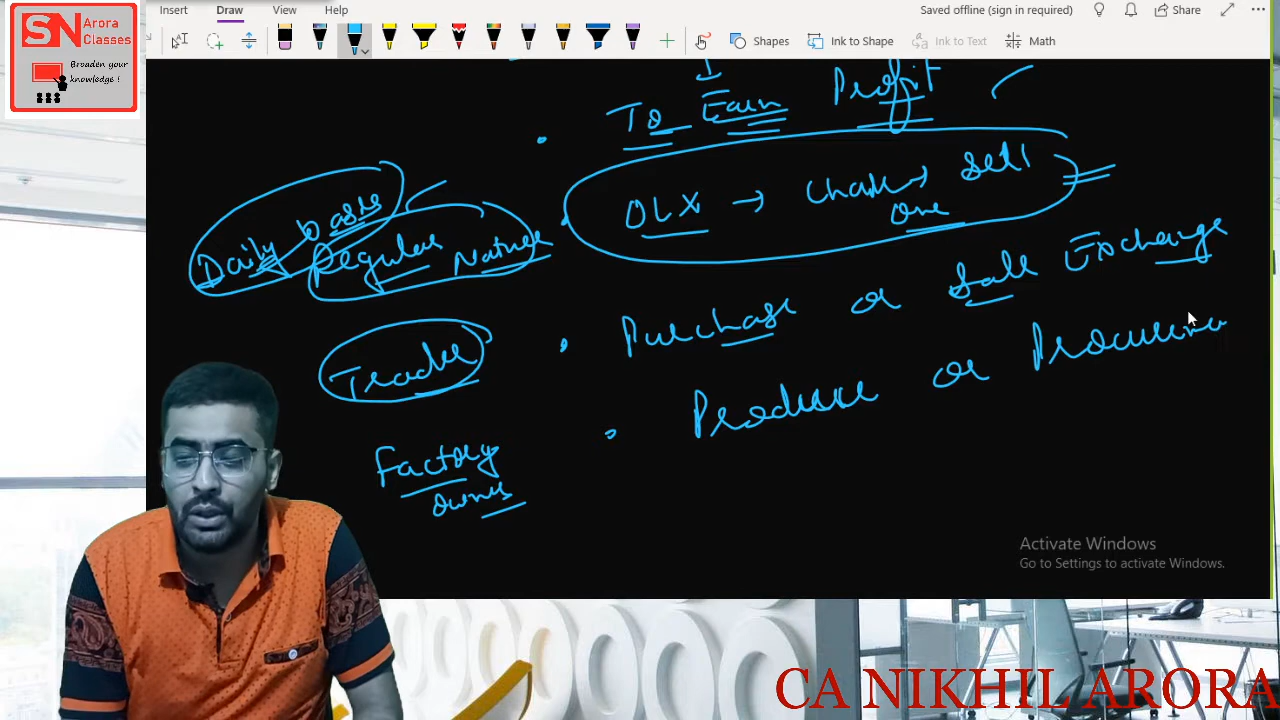 SN Arora Classes
Broaden your knowledge !
Insert Draw View Help
Saved offline (sign in required)
Share
Shapes
Ink to Shape
Ink to Text
Math
To Earn Profit
OLX → Chair → Sell
One
Daily basis
Regular Nature
Purchase or Sale Exchange
Trader
Produce or Procurement
Factory
Owner
Activate Windows
Go to Settings to activate Windows.
CA NIKHIL ARORA